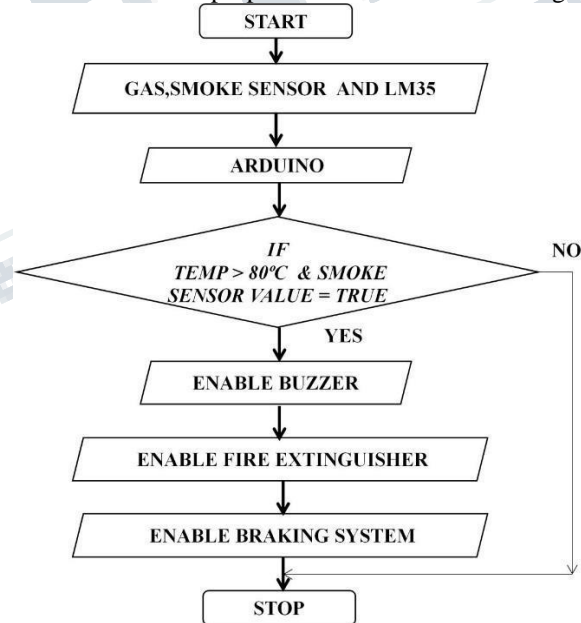 START
GAS,SMOKE SENSOR AND LM35
ARDUINO
IF
TEMP > 80ºC & SMOKE
SENSOR VALUE = TRUE
NO
YES
ENABLE BUZZER
ENABLE FIRE EXTINGUISHER
ENABLE BRAKING SYSTEM
STOP